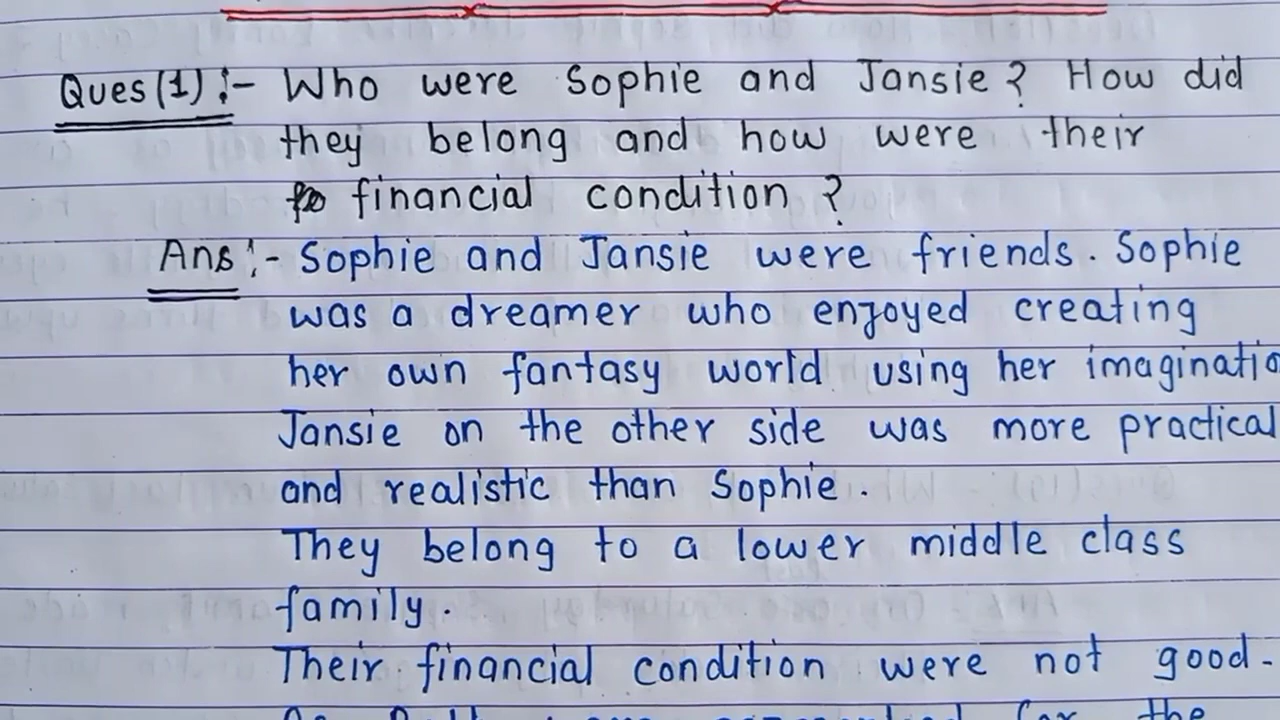 Ques (1) :- Who were Sophie and Jansie? How did
they belong and how were their
financial condition ?
Ans :- Sophie and Jansie were friends. Sophie
was a dreamer who enjoyed creating
her own fantasy world using her imaginatio
Jansie on the other side was more practical
and realistic than Sophie.
They belong to a lower middle class
family.
Their financial condition were not good.
for the